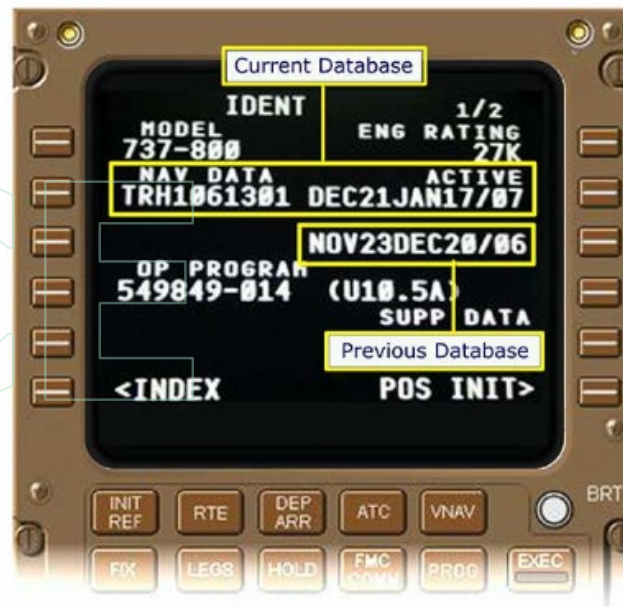 Current Database
IDENT 1/2
MODEL ENG RATING
737-800 27K
NAV DATA ACTIVE
TRH1061301 DEC21JAN17/07
NOV23DEC20/06
OP PROGRAM
549849-014 (U10.5A)
SUPP DATA
Previous Database
<INDEX POS INIT>
BRT
INIT REF RTE DEP ARR ATC VNAV
FIX LEGS HOLD FMC COMM PROG EXEC